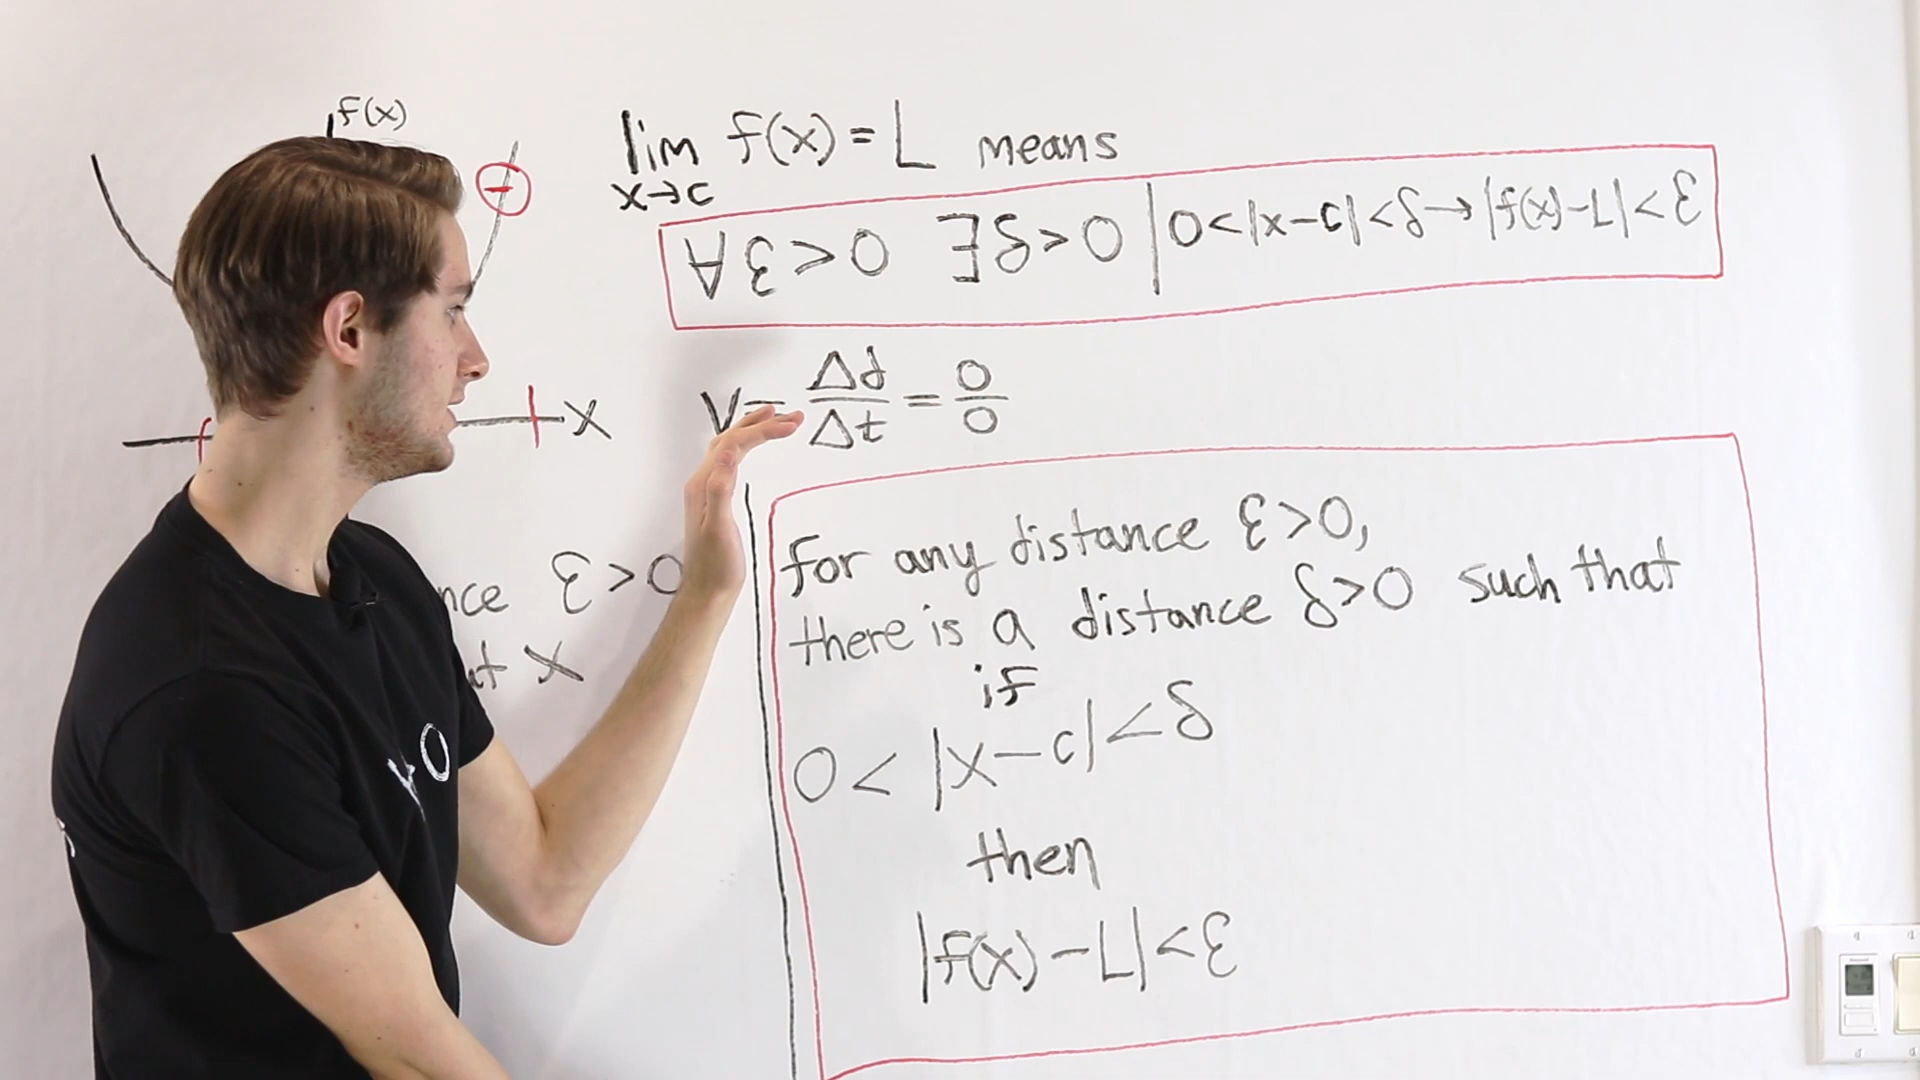 f(x)
x
lim f(x) = L means
x→c
∀ε>0 ∃δ>0 | 0<|x-c|<δ→|f(x)-L|<ε
v = Δd/Δt = 0/0
ε>0
x
for any distance ε>0,
there is a distance δ>0 such that
if
0< |x-c|<δ
then
|f(x)-L|<ε